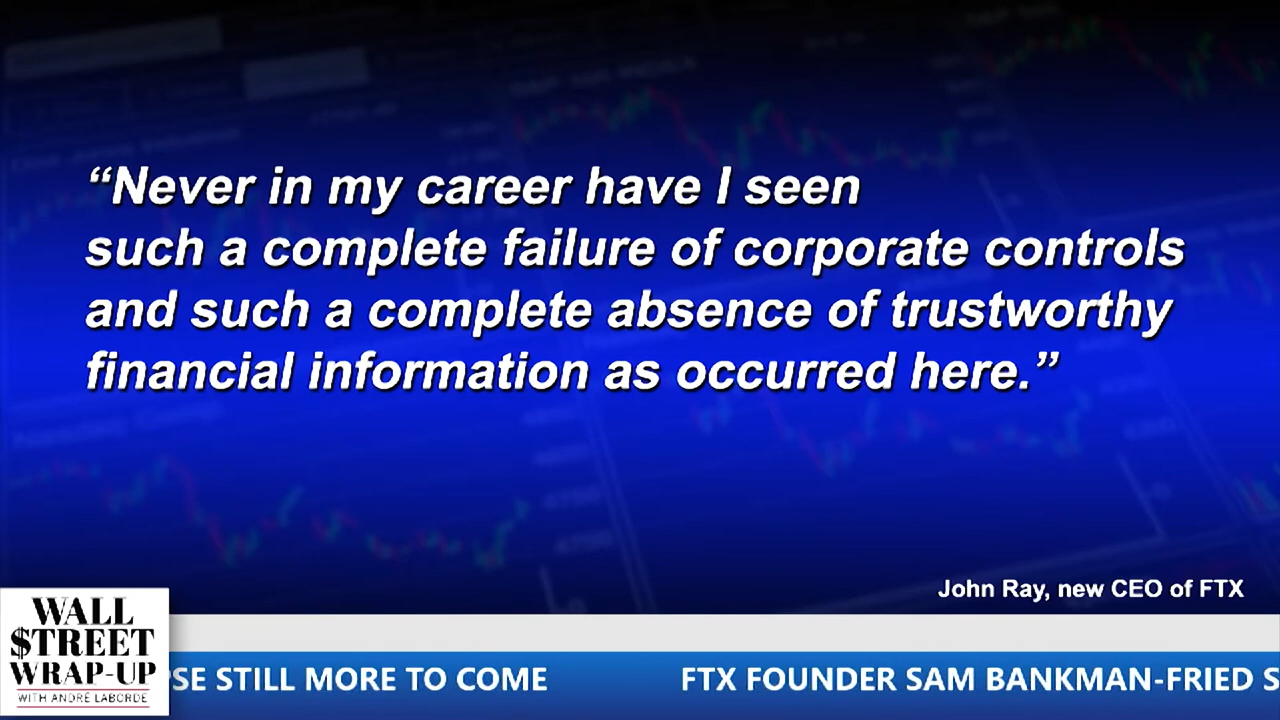 “Never in my career have I seen
such a complete failure of corporate controls
and such a complete absence of trustworthy
financial information as occurred here.”
John Ray, new CEO of FTX
WALL
$TREET
WRAP-UP
WITH ANDRÉ LABORDE
PSE STILL MORE TO COME
FTX FOUNDER SAM BANKMAN-FRIED S